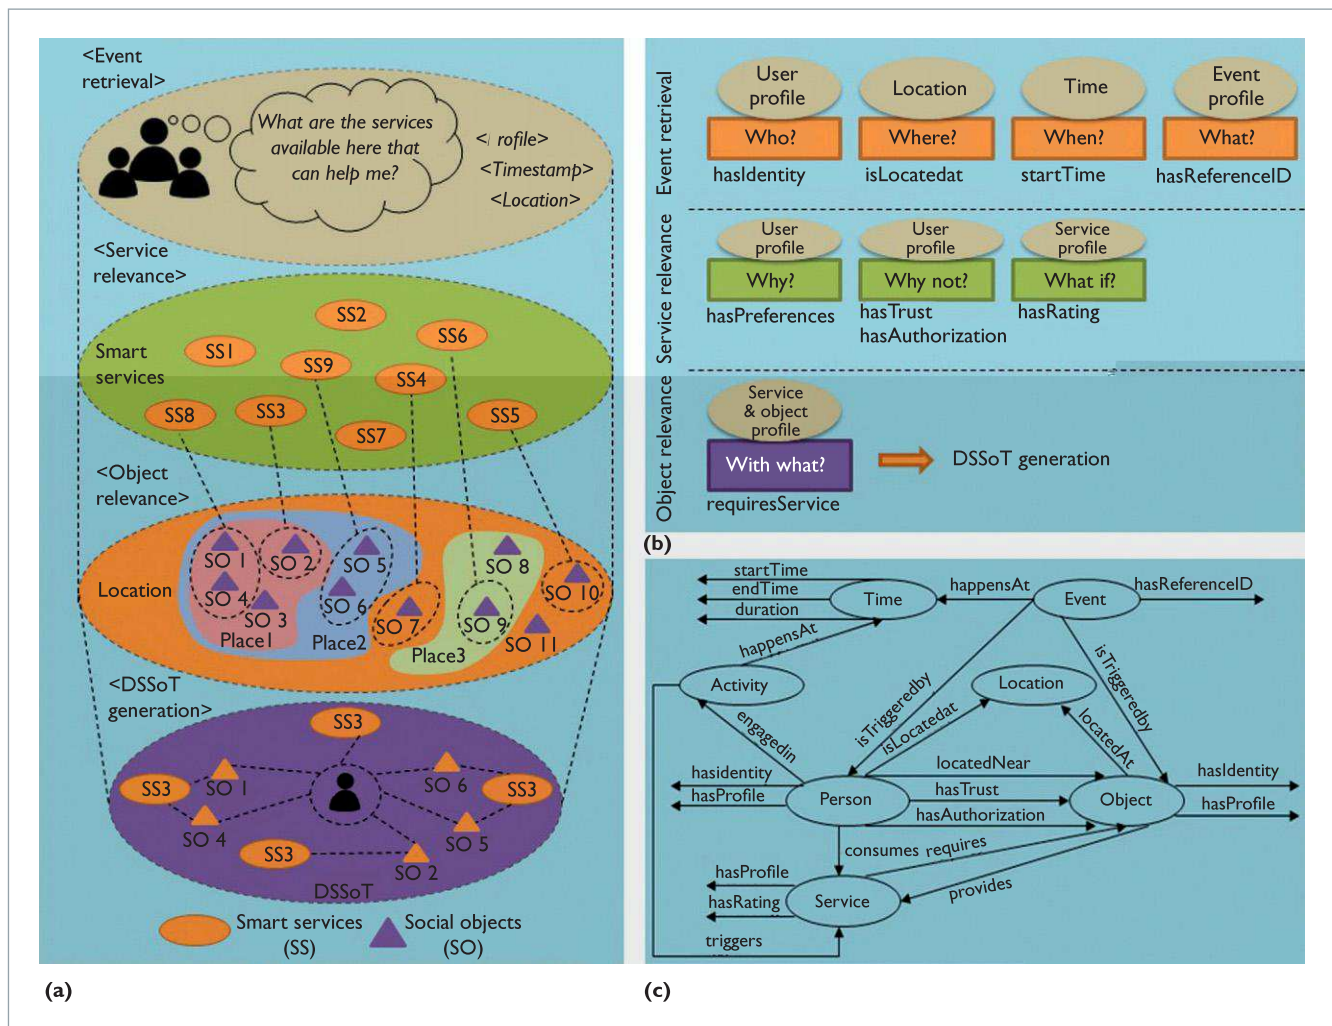 <Event
retrieval>
What are the services
available here that
can help me?
< rofile>
<Timestamp>
<Location>
<Service
relevance>
Smart
services
SS1
SS2
SS6
SS9
SS4
SS8
SS3
SS7
SS5
<Object
relevance>
Location
SO 1
SO 2
SO 5
SO 8
SO 4
SO 3
SO 6
SO 7
SO 9
SO 10
SO 11
Place1
Place2
Place3
<DSSoT
generation>
SS3
SS3
SO 1
SO 6
SS3
SO 4
SO 5
SS3
SO 2
DSSoT
Smart services
(SS)
Social objects
(SO)
(a)
Event retrieval
User
profile
Location
Time
Event
profile
Who?
Where?
When?
What?
hasIdentity
isLocatedat
startTime
hasReferenceID
Service relevance
User
profile
User
profile
Service
profile
Why?
Why not?
What if?
hasPreferences
hasTrust
hasAuthorization
hasRating
Object relevance
Service
& object
profile
With what?
DSSoT generation
requiresService
(b)
startTime
endTime
duration
Time
happensAt
Event
hasReferenceID
happensAt
Activity
Location
isTriggeredby
isTriggeredby
engagedin
isLocatedat
locatedAt
hasidentity
hasProfile
Person
locatedNear
hasTrust
hasAuthorization
Object
hasIdentity
hasProfile
consumes
requires
provides
hasProfile
hasRating
Service
triggers
(c)